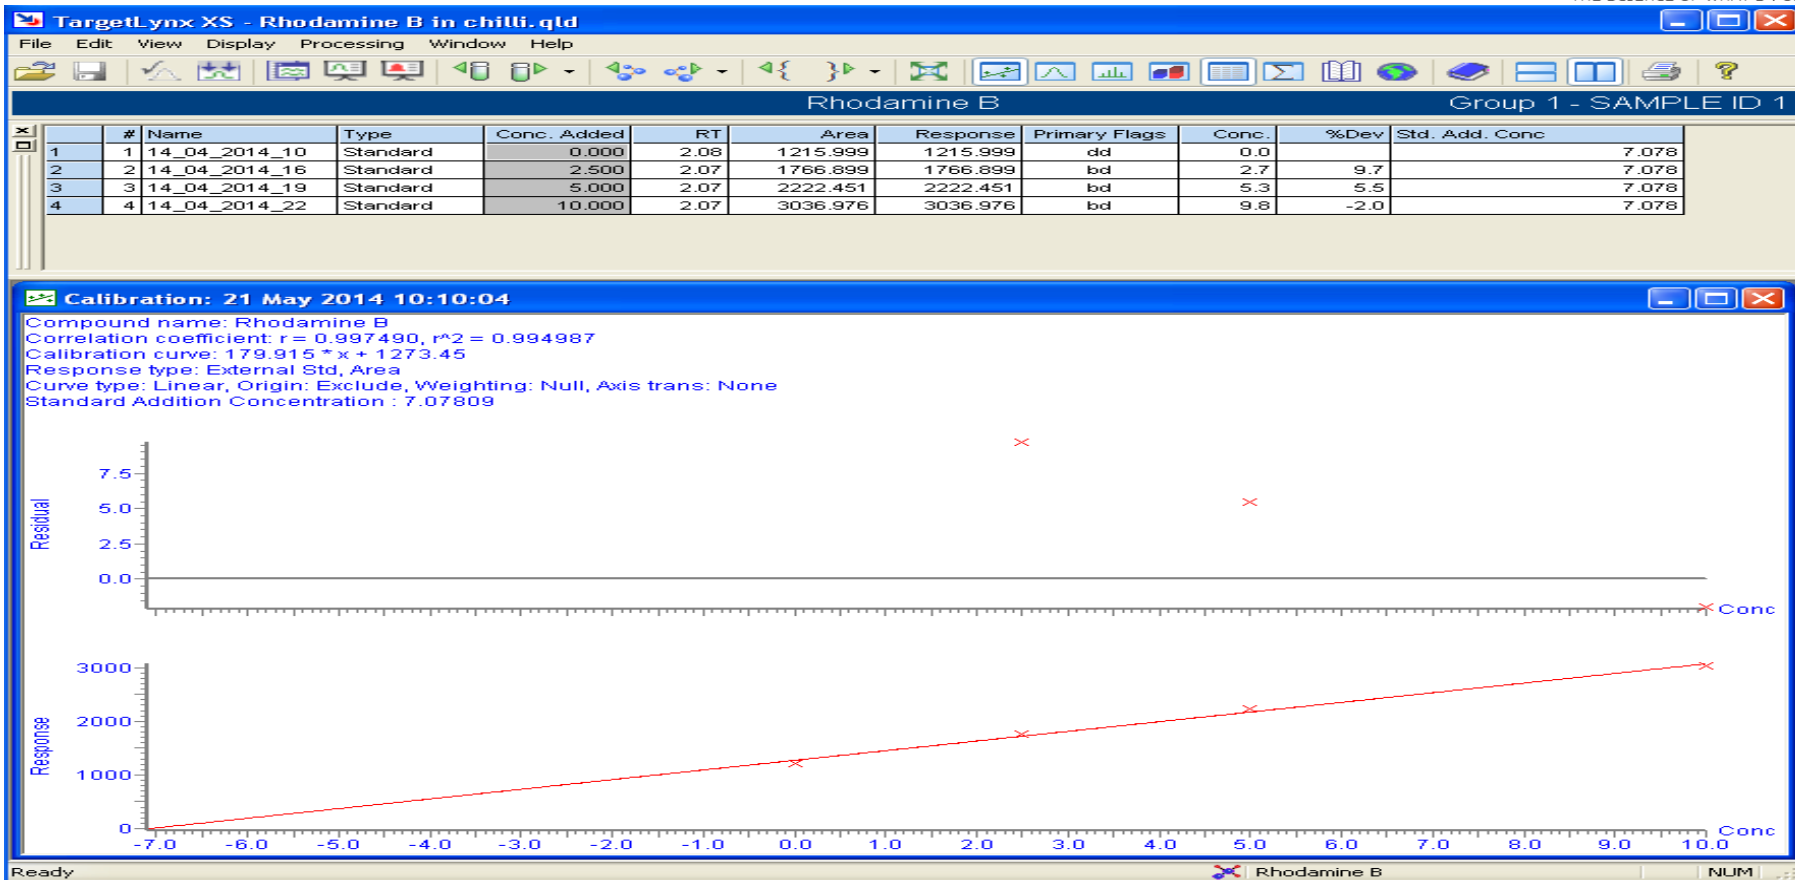 TargetLynx XS - Rhodamine B in chilli.qld
File Edit View Display Processing Window Help
Rhodamine B Group 1 - SAMPLE ID 1
# Name Type Conc. Added RT Area Response Primary Flags Conc. %Dev Std. Add. Conc
1 1 14_04_2014_10 Standard 0.000 2.08 1215.999 1215.999 dd 0.0 7.078
2 2 14_04_2014_16 Standard 2.500 2.07 1766.899 1766.899 bd 2.7 9.7 7.078
3 3 14_04_2014_19 Standard 5.000 2.07 2222.451 2222.451 bd 5.3 5.5 7.078
4 4 14_04_2014_22 Standard 10.000 2.07 3036.976 3036.976 bd 9.8 -2.0 7.078
Calibration: 21 May 2014 10:10:04
Compound name: Rhodamine B
Correlation coefficient: r = 0.997490, r^2 = 0.994987
Calibration curve: 179.915 * x + 1273.45
Response type: External Std, Area
Curve type: Linear, Origin: Exclude, Weighting: Null, Axis trans: None
Standard Addition Concentration : 7.07809
Residual
7.5
5.0
2.5
0.0
Conc
Response
3000
2000
1000
0
Conc
-7.0 -6.0 -5.0 -4.0 -3.0 -2.0 -1.0 0.0 1.0 2.0 3.0 4.0 5.0 6.0 7.0 8.0 9.0 10.0
Ready Rhodamine B NUM